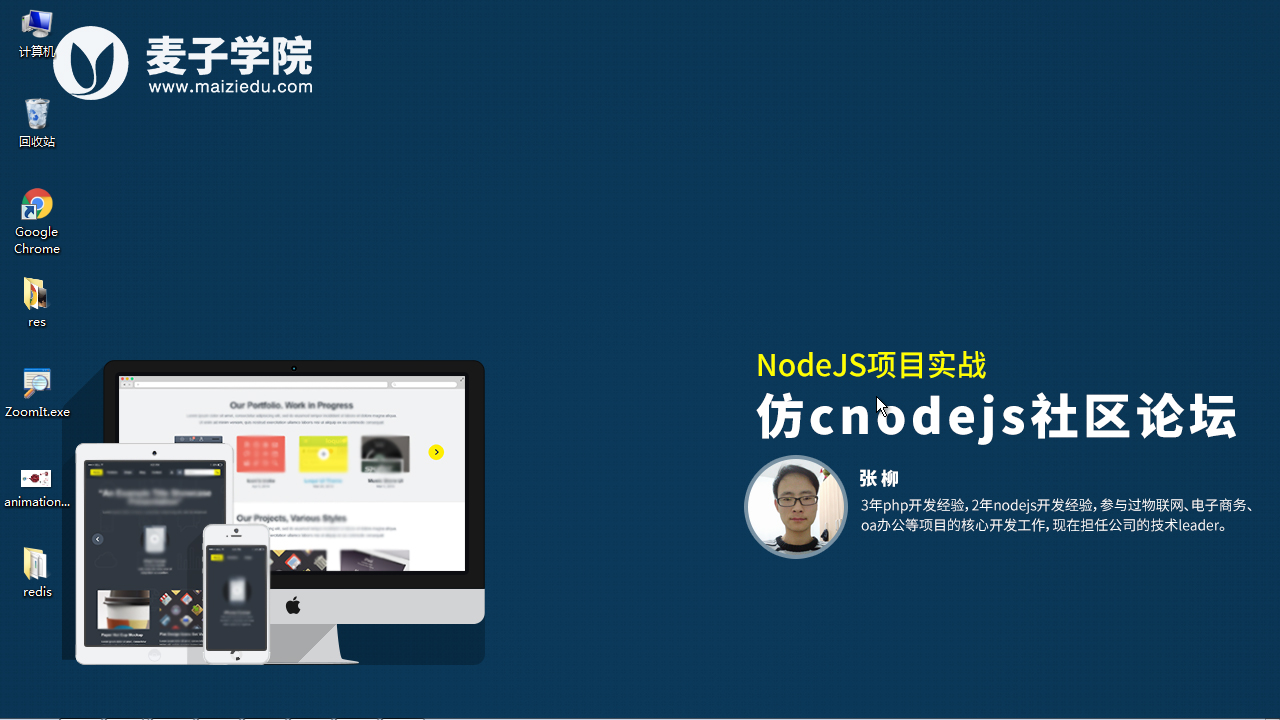 计算机
麦子学院
www.maiziedu.com
回收站
Google
Chrome
res
ZoomIt.exe
animation...
redis
NodeJS项目实战
仿cnodejs社区论坛
张 柳
3年php开发经验, 2年nodejs开发经验, 参与过物联网、电子商务、
oa办公等项目的核心开发工作, 现在担任公司的技术leader。
Our Portfolio. Work in Progress
Our Projects, Various Styles